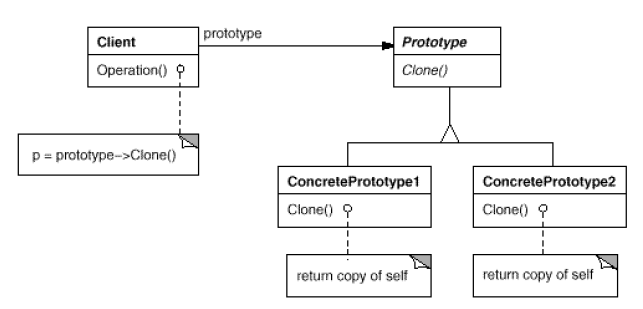 Client
prototype
Prototype
Operation()
Clone()
p = prototype->Clone()
ConcretePrototype1
ConcretePrototype2
Clone()
Clone()
return copy of self
return copy of self